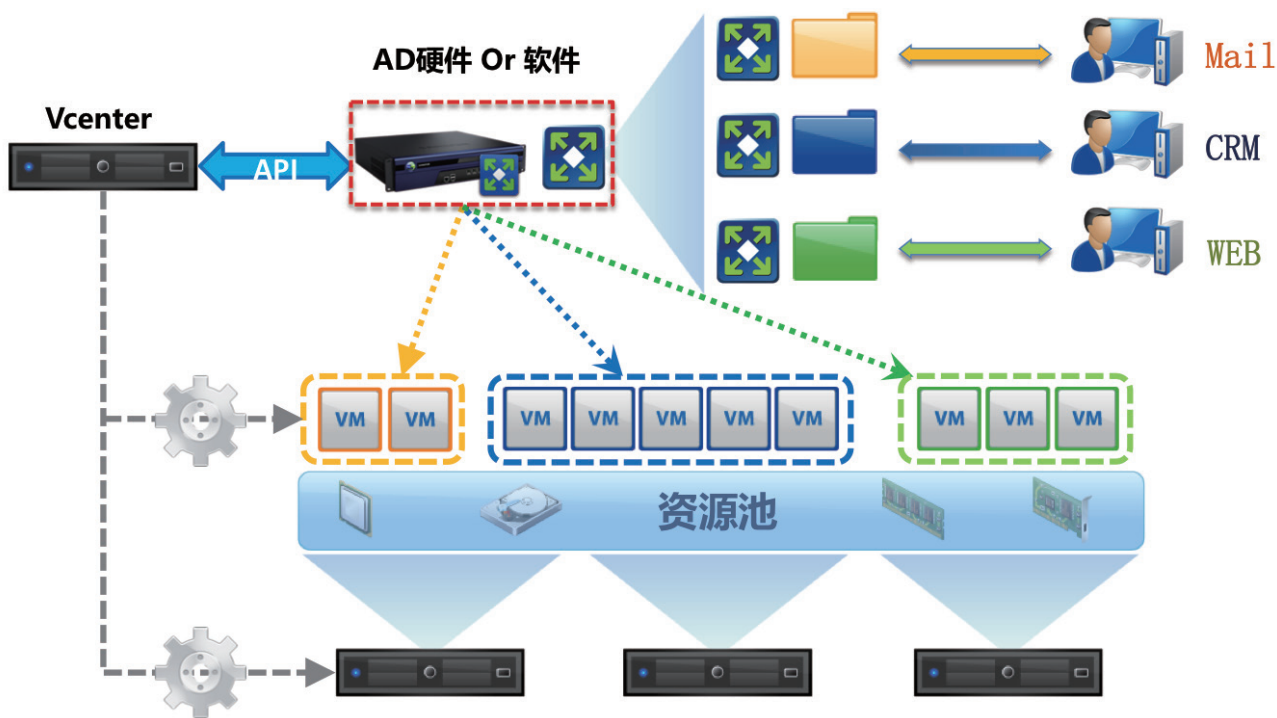 AD硬件 Or 软件
Mail
Vcenter
API
CRM
WEB
VM VM VM VM VM VM VM VM VM VM
资源池